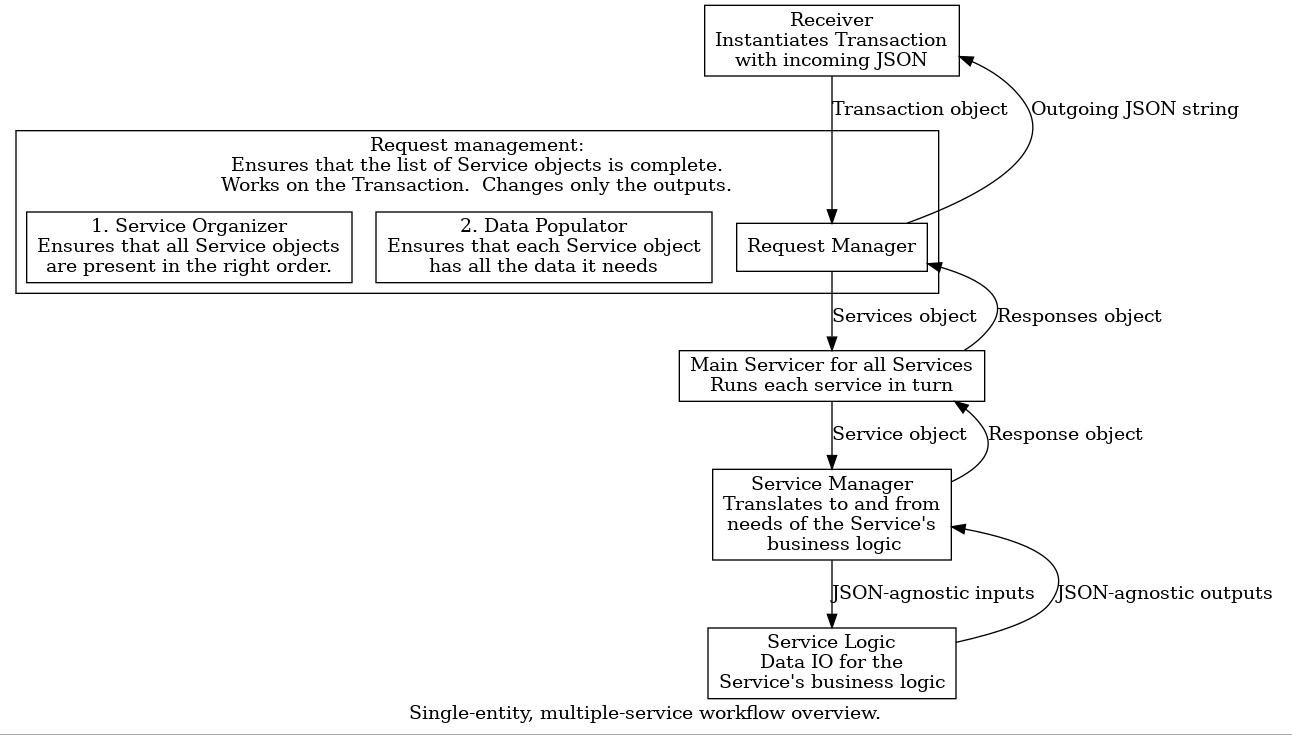 Receiver
Instantiates Transaction
with incoming JSON
Transaction object
Outgoing JSON string
Request management:
Ensures that the list of Service objects is complete.
Works on the Transaction.  Changes only the outputs.
1. Service Organizer
Ensures that all Service objects
are present in the right order.
2. Data Populator
Ensures that each Service object
has all the data it needs
Request Manager
Services object
Responses object
Main Servicer for all Services
Runs each service in turn
Service object
Response object
Service Manager
Translates to and from
needs of the Service's
business logic
JSON-agnostic inputs
JSON-agnostic outputs
Service Logic
Data IO for the
Service's business logic
Single-entity, multiple-service workflow overview.